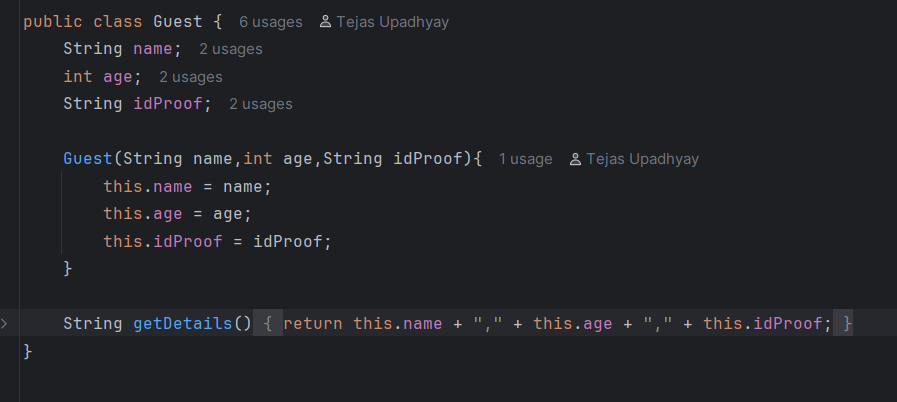 public class Guest { 6 usages Tejas Upadhyay
String name; 2 usages
int age; 2 usages
String idProof; 2 usages
Guest(String name,int age,String idProof){ 1 usage Tejas Upadhyay
this.name = name;
this.age = age;
this.idProof = idProof;
}
String getDetails() { return this.name + "," + this.age + "," + this.idProof; }
}